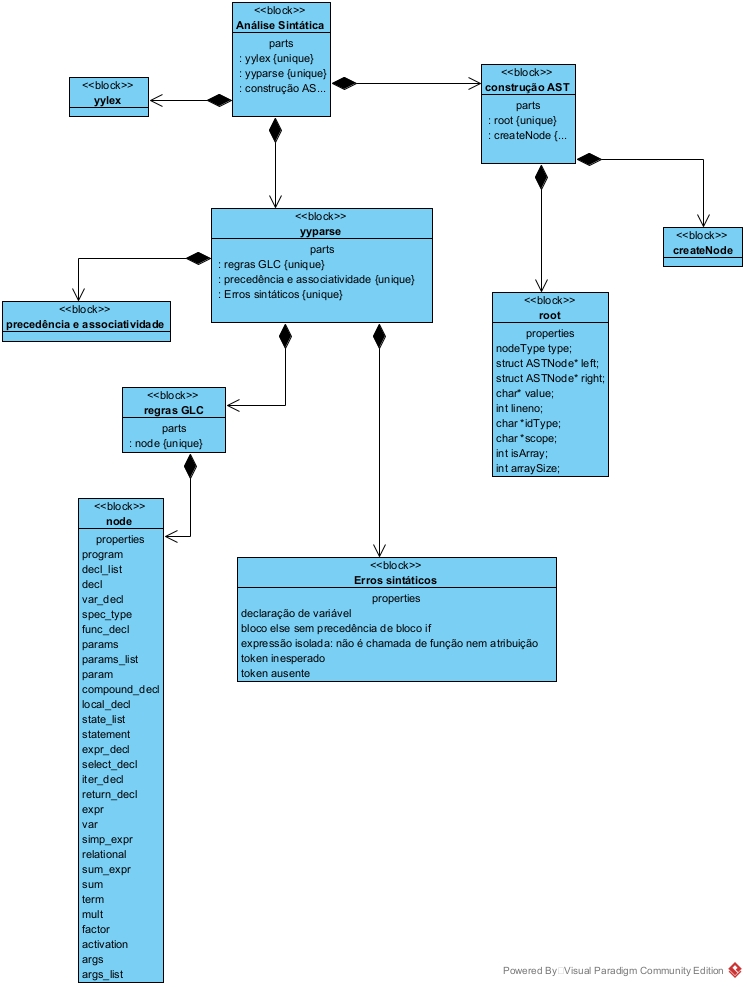 <<block>>
Análise Sintática
parts
: yylex {unique}
: yyparse {unique}
: construção AS...
<<block>>
yylex
<<block>>
construção AST
parts
: root {unique}
: createNode {...
<<block>>
yyparse
parts
: regras GLC {unique}
: precedência e associatividade {unique}
: Erros sintáticos {unique}
<<block>>
createNode
<<block>>
precedência e associatividade
<<block>>
root
properties
nodeType type;
struct ASTNode* left;
struct ASTNode* right;
char* value;
int lineno;
char *idType;
char *scope;
int isArray;
int arraySize;
<<block>>
regras GLC
parts
: node {unique}
<<block>>
node
properties
program
decl_list
decl
var_decl
spec_type
func_decl
params
params_list
param
compound_decl
local_decl
state_list
statement
expr_decl
select_decl
iter_decl
return_decl
expr
var
simp_expr
relational
sum_expr
sum
term
mult
factor
activation
args
args_list
<<block>>
Erros sintáticos
properties
declaração de variável
bloco else sem precedência de bloco if
expressão isolada: não é chamada de função nem atribuição
token inesperado
token ausente
Powered By Visual Paradigm Community Edition